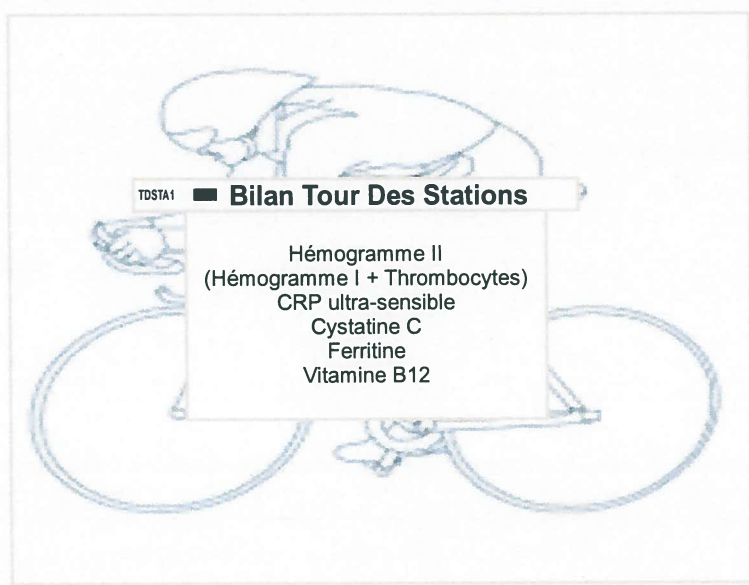 TDSTA1 Bilan Tour Des Stations
Hémogramme II
(Hémogramme I + Thrombocytes)
CRP ultra-sensible
Cystatine C
Ferritine
Vitamine B12